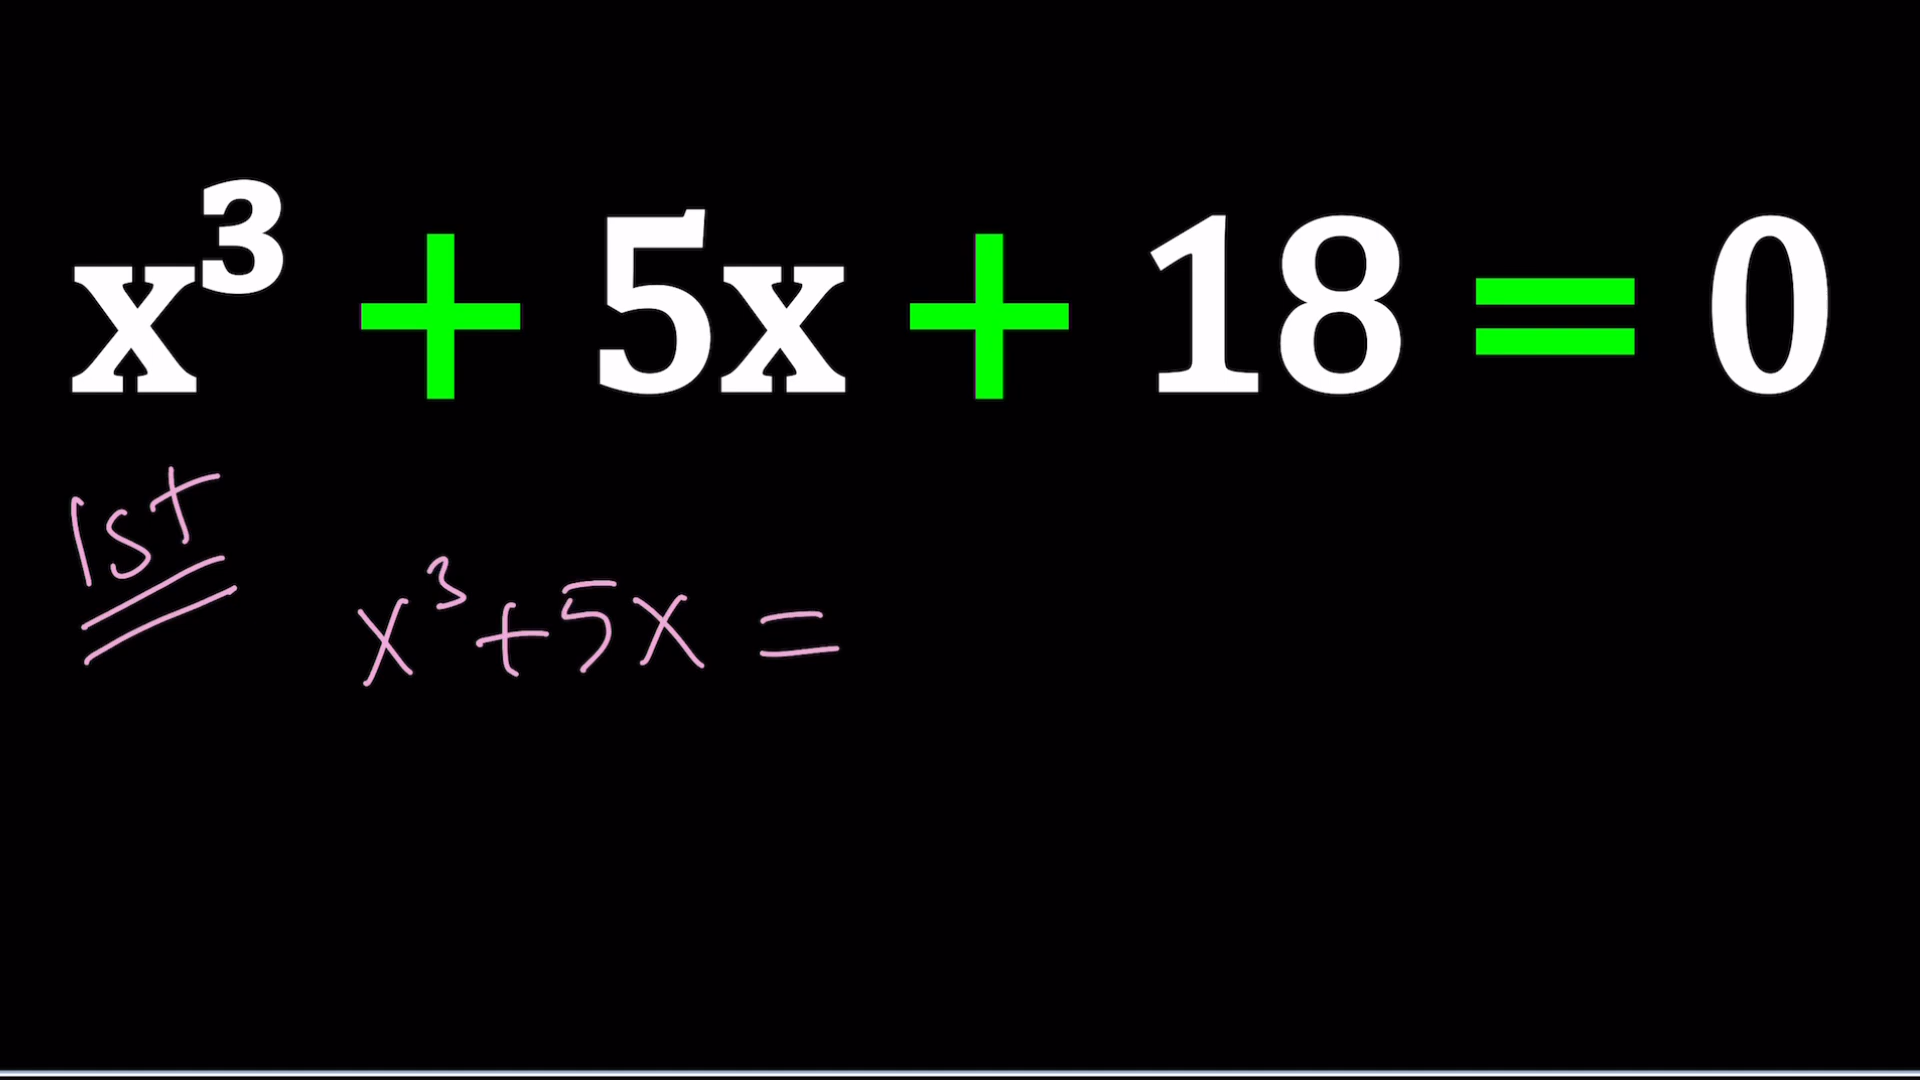 x³ + 5x + 18 = 0
1st
x³+5x =